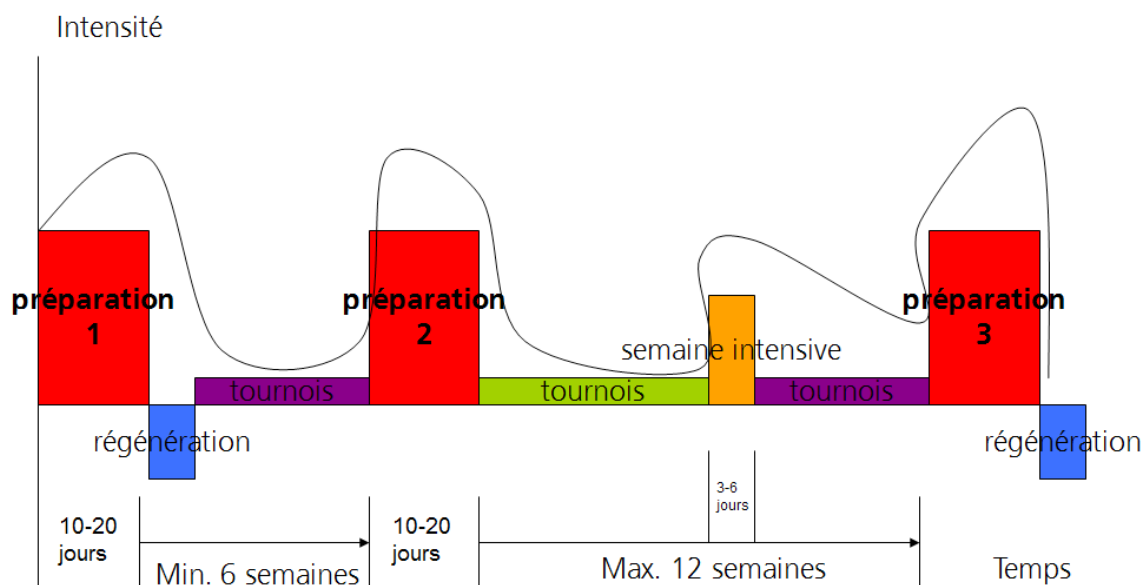 Intensité
préparation
1
préparation
2
préparation
3
semaine intensive
tournois
tournois
tournois
régénération
régénération
10-20
jours
Min. 6 semaines
10-20
jours
3-6
jours
Max. 12 semaines
Temps